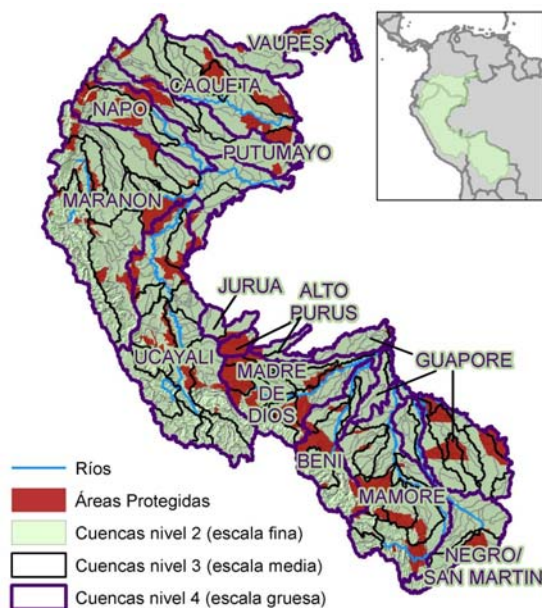 VAUPES
CAQUETA
NAPO
PUTUMAYO
MARANON
JURUA
ALTO
PURUS
UCAYALI
MADRE
DE
DIOS
GUAPORE
BENI
MAMORE
NEGRO/
SAN MARTIN
Ríos
Áreas Protegidas
Cuencas nivel 2 (escala fina)
Cuencas nivel 3 (escala media)
Cuencas nivel 4 (escala gruesa)